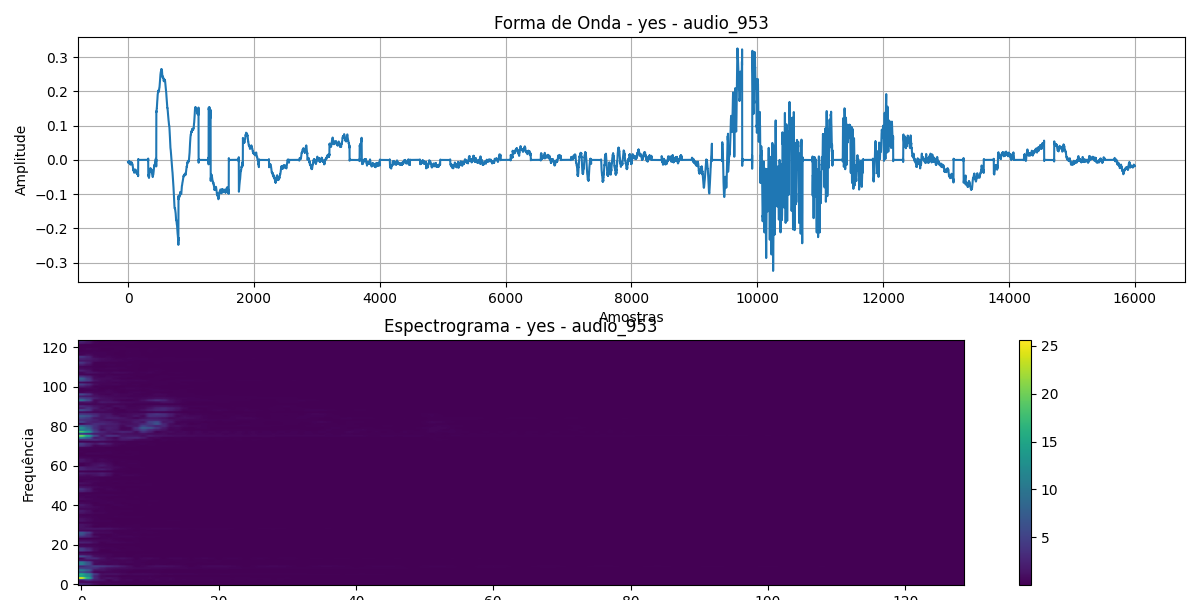 Forma de Onda - yes - audio_953
Amplitude
0.3
0.2
0.1
0.0
−0.1
−0.2
−0.3
0 2000 4000 6000 8000 10000 12000 14000 16000
Amostras
Espectrograma - yes - audio_953
Frequência
120
100
80
60
40
20
0
0 20 40 60 80 100 120
25
20
15
10
5